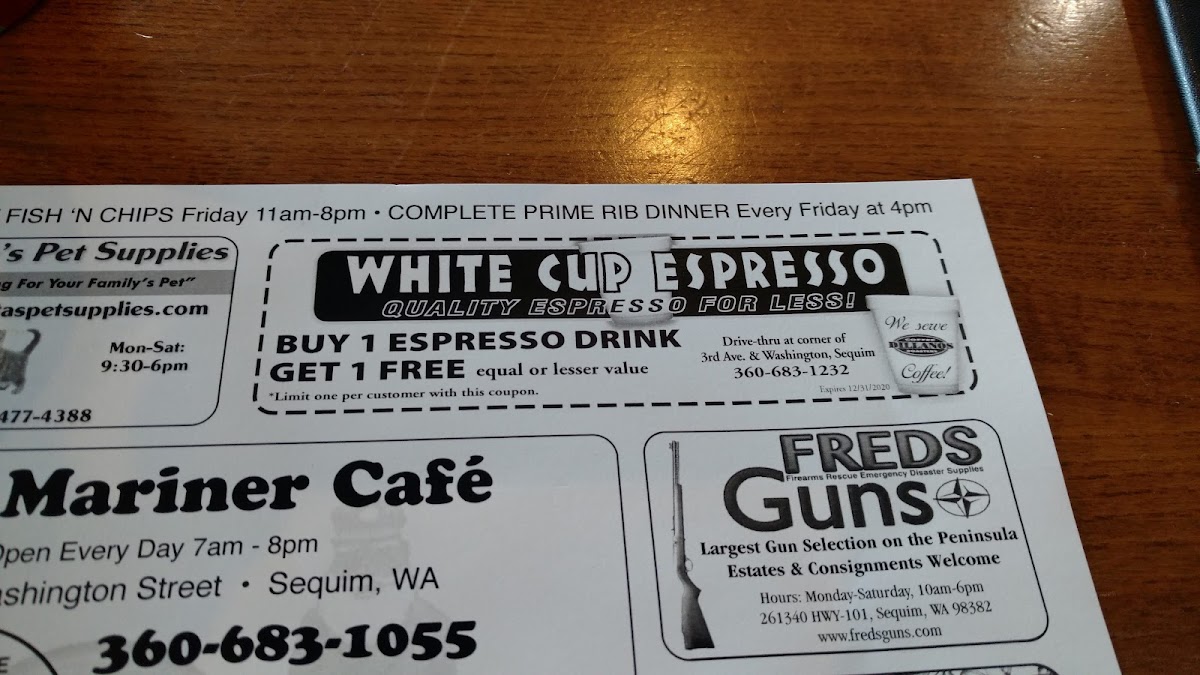 FISH 'N CHIPS Friday 11am-8pm • COMPLETE PRIME RIB DINNER Every Friday at 4pm
's Pet Supplies
g For Your Family's Pet"
aspetsupplies.com
Mon-Sat:
9:30-6pm
477-4388
WHITE CUP ESPRESSO
QUALITY ESPRESSO FOR LESS!
BUY 1 ESPRESSO DRINK
GET 1 FREE equal or lesser value
*Limit one per customer with this coupon.
Drive-thru at corner of
3rd Ave. & Washington, Sequim
360-683-1232
Expires 12/31/2020
We serve
DILLANOS
Coffee!
Mariner Café
Open Every Day 7am - 8pm
ashington Street • Sequim, WA
360-683-1055
FREDS
Firearms Rescue Emergency Disaster Supplies
Guns
Largest Gun Selection on the Peninsula
Estates & Consignments Welcome
Hours: Monday-Saturday, 10am-6pm
261340 HWY-101, Sequim, WA 98382
www.fredsguns.com